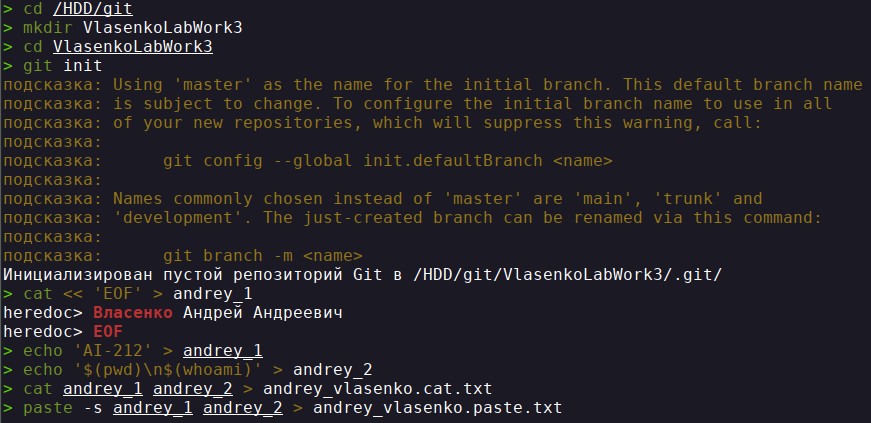 > cd /HDD/git
> mkdir VlasenkoLabWork3
> cd VlasenkoLabWork3
> git init
подсказка: Using 'master' as the name for the initial branch. This default branch name
подсказка: is subject to change. To configure the initial branch name to use in all
подсказка: of your new repositories, which will suppress this warning, call:
подсказка:
подсказка:      git config --global init.defaultBranch <name>
подсказка:
подсказка: Names commonly chosen instead of 'master' are 'main', 'trunk' and
подсказка: 'development'. The just-created branch can be renamed via this command:
подсказка:
подсказка:      git branch -m <name>
Инициализирован пустой репозиторий Git в /HDD/git/VlasenkoLabWork3/.git/
> cat << 'EOF' > andrey_1
heredoc> Власенко Андрей Андреевич
heredoc> EOF
> echo 'AI-212' > andrey_1
> echo '$(pwd)\n$(whoami)' > andrey_2
> cat andrey_1 andrey_2 > andrey_vlasenko.cat.txt
> paste -s andrey_1 andrey_2 > andrey_vlasenko.paste.txt